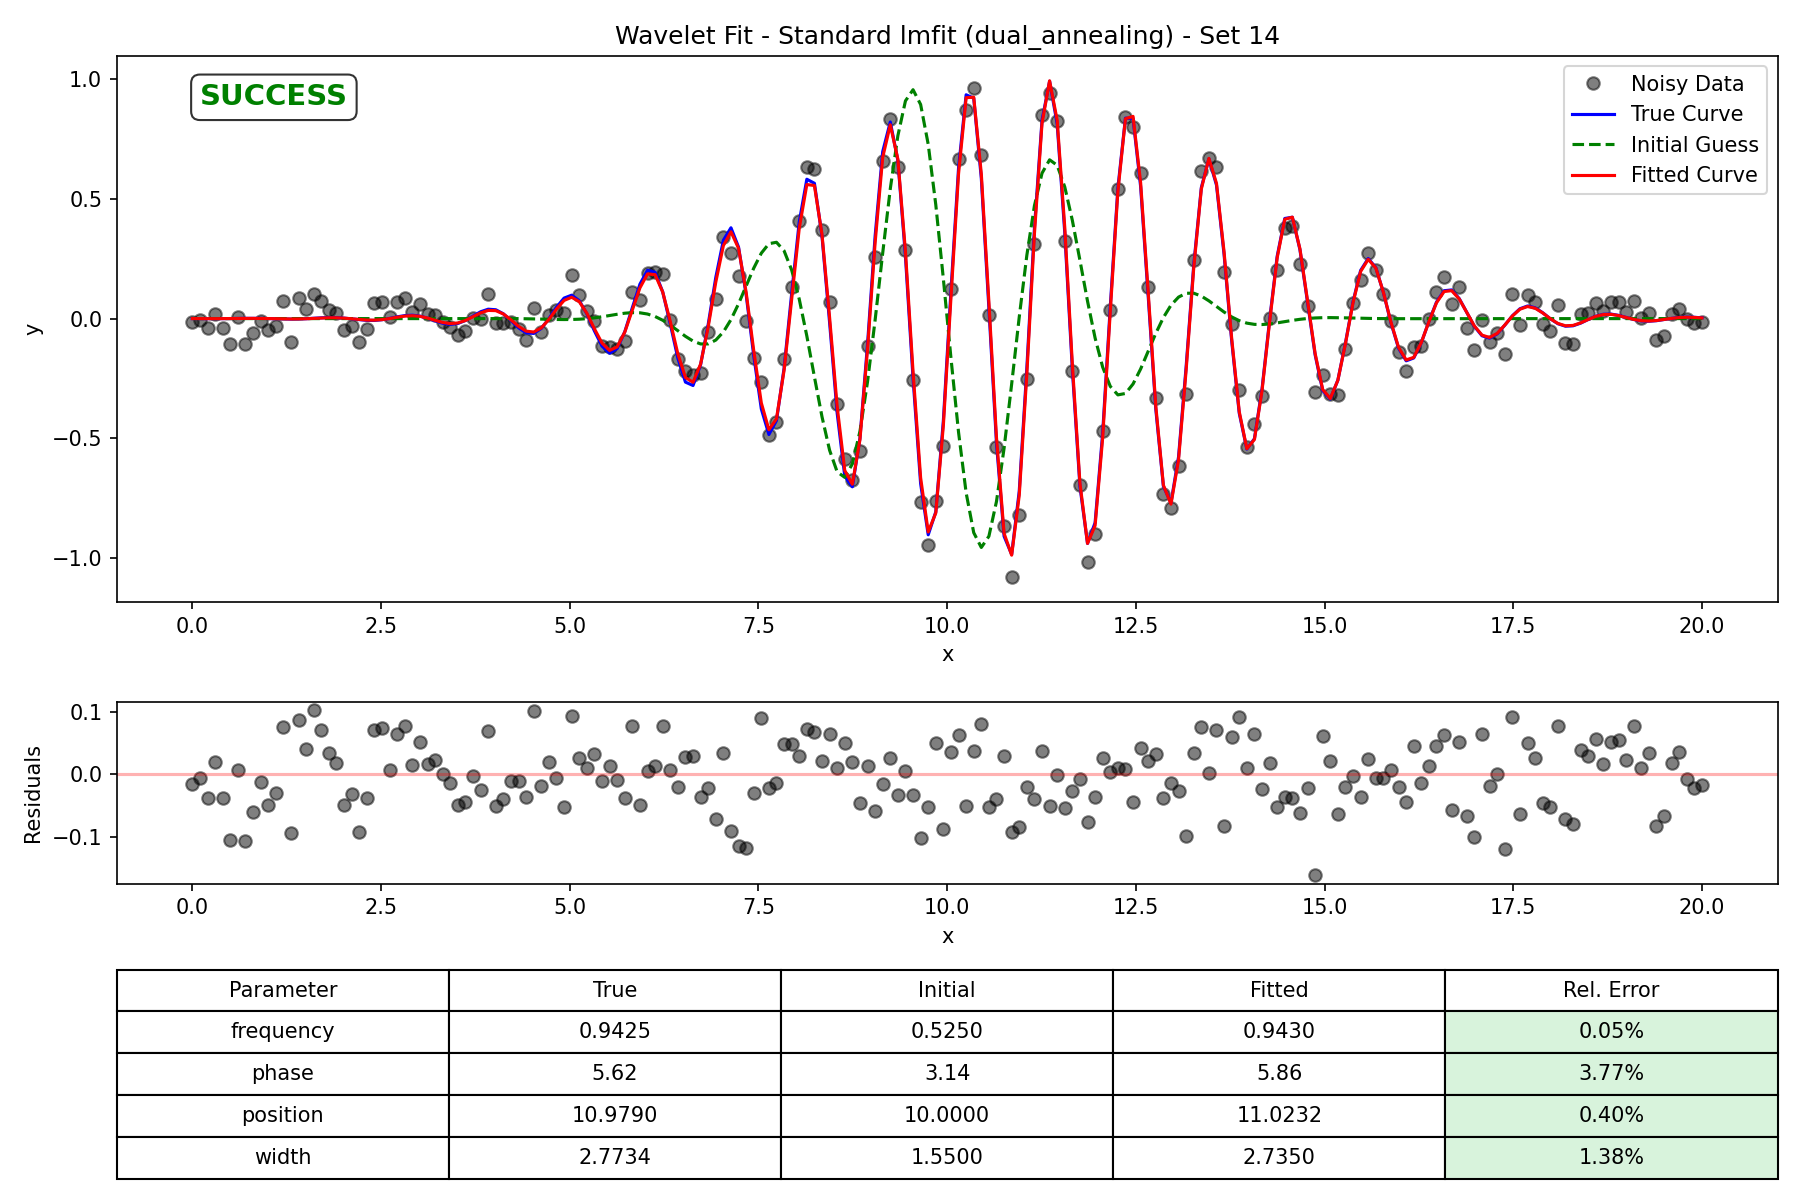 Wavelet Fit - Standard lmfit (dual_annealing) - Set 14
SUCCESS
Noisy Data
True Curve
Initial Guess
Fitted Curve
1.0
0.5
0.0
−0.5
−1.0
y
0.0 2.5 5.0 7.5 10.0 12.5 15.0 17.5 20.0
x
0.1
0.0
−0.1
Residuals
0.0 2.5 5.0 7.5 10.0 12.5 15.0 17.5 20.0
x
Parameter True Initial Fitted Rel. Error
frequency 0.9425 0.5250 0.9430 0.05%
phase 5.62 3.14 5.86 3.77%
position 10.9790 10.0000 11.0232 0.40%
width 2.7734 1.5500 2.7350 1.38%